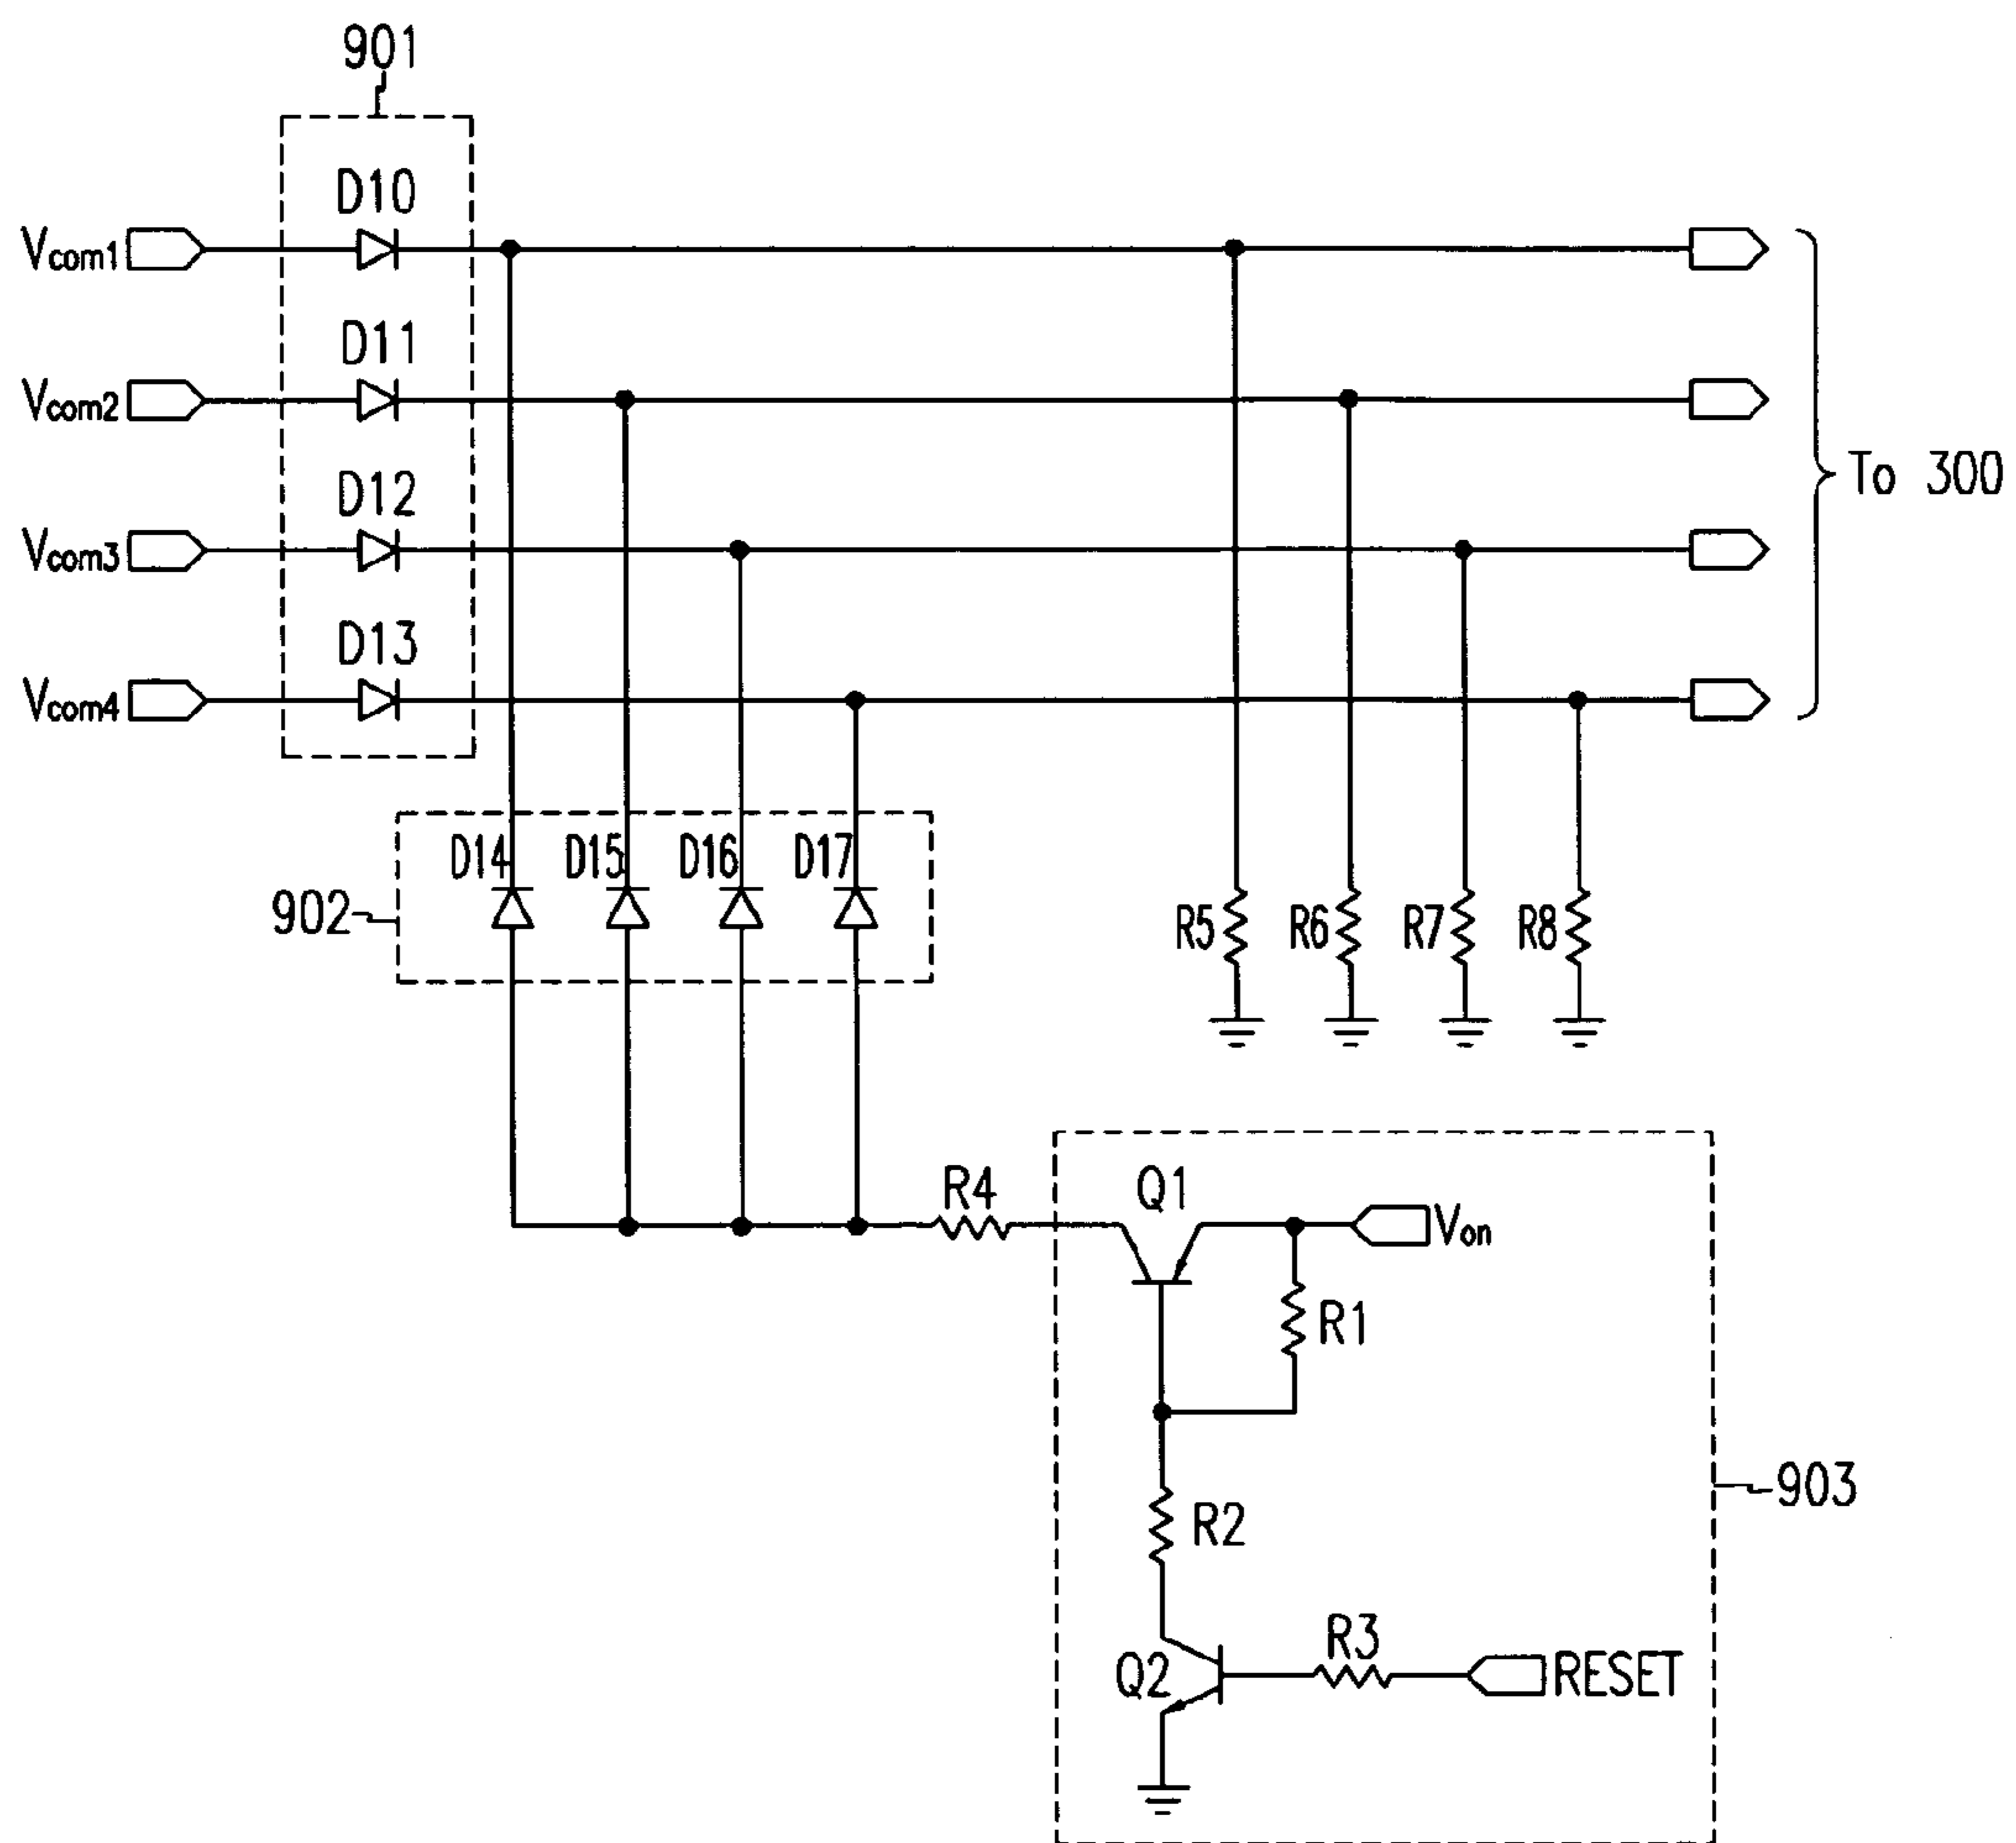 901
D10
Vcom1
D11
Vcom2
D12
Vcom3
To 300
D13
Vcom4
D14 D15 D16 D17
902
R5 R6 R7 R8
R4
Q1
Von
R1
903
R2
R3
Q2
RESET